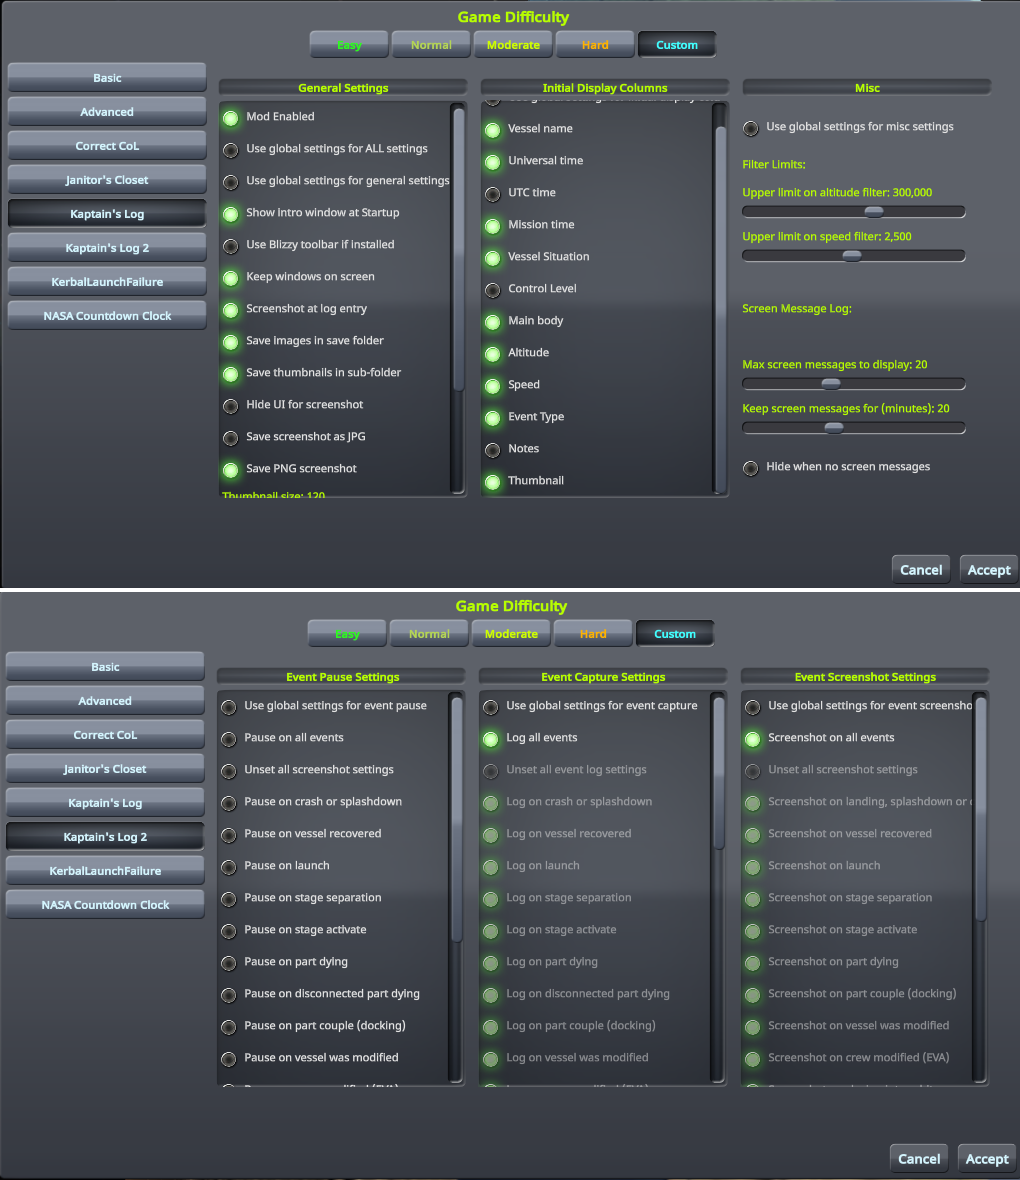 Game Difficulty
Easy
Normal
Moderate
Hard
Custom
Basic
Advanced
Correct CoL
Janitor's Closet
Kaptain's Log
Kaptain's Log 2
KerbalLaunchFailure
NASA Countdown Clock
General Settings
Mod Enabled
Use global settings for ALL settings
Use global settings for general settings
Show intro window at Startup
Use Blizzy toolbar if installed
Keep windows on screen
Screenshot at log entry
Save images in save folder
Save thumbnails in sub-folder
Hide UI for screenshot
Save screenshot as JPG
Save PNG screenshot
Thumbnail size: 120
Initial Display Columns
Vessel name
Universal time
UTC time
Mission time
Vessel Situation
Control Level
Main body
Altitude
Speed
Event Type
Notes
Thumbnail
Misc
Use global settings for misc settings
Filter Limits:
Upper limit on altitude filter: 300,000
Upper limit on speed filter: 2,500
Screen Message Log:
Max screen messages to display: 20
Keep screen messages for (minutes): 20
Hide when no screen messages
Cancel
Accept
Game Difficulty
Easy
Normal
Moderate
Hard
Custom
Basic
Advanced
Correct CoL
Janitor's Closet
Kaptain's Log
Kaptain's Log 2
KerbalLaunchFailure
NASA Countdown Clock
Event Pause Settings
Use global settings for event pause
Pause on all events
Unset all screenshot settings
Pause on crash or splashdown
Pause on vessel recovered
Pause on launch
Pause on stage separation
Pause on stage activate
Pause on part dying
Pause on disconnected part dying
Pause on part couple (docking)
Pause on vessel was modified
Event Capture Settings
Use global settings for event capture
Log all events
Unset all event log settings
Log on crash or splashdown
Log on vessel recovered
Log on launch
Log on stage separation
Log on stage activate
Log on part dying
Log on disconnected part dying
Log on part couple (docking)
Log on vessel was modified
Event Screenshot Settings
Use global settings for event screensho
Screenshot on all events
Unset all screenshot settings
Screenshot on landing, splashdown or
Screenshot on vessel recovered
Screenshot on launch
Screenshot on stage separation
Screenshot on stage activate
Screenshot on part dying
Screenshot on part couple (docking)
Screenshot on vessel was modified
Screenshot on crew modified (EVA)
Cancel
Accept